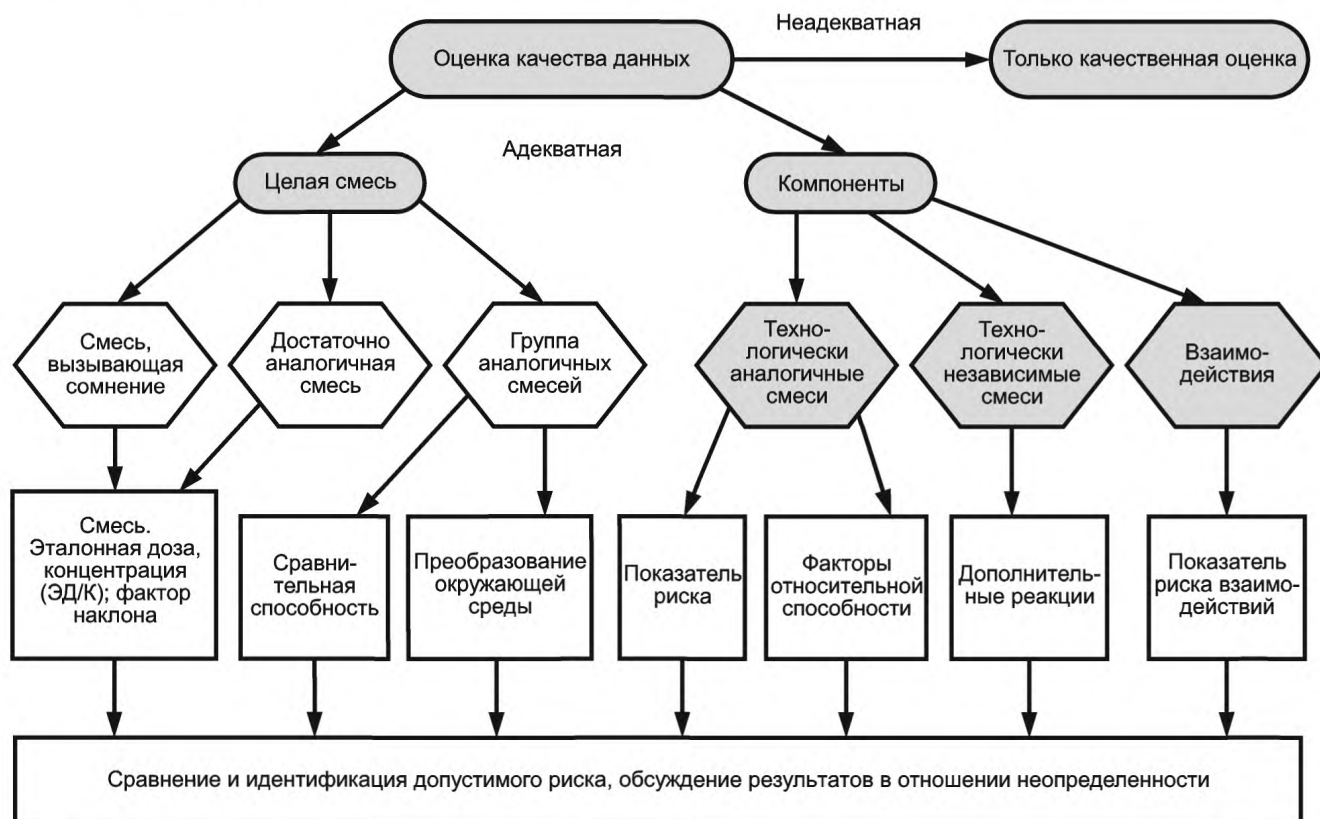 Неадекватная
Оценка качества данных
Только качественная оценка
Адекватная
Целая смесь
Компоненты
Смесь,
вызывающая
сомнение
Достаточно
аналогичная
смесь
Группа
аналогичных
смесей
Техно-
логически
аналогичные
смеси
Техно-
логически
независимые
смеси
Взаимо-
действия
Смесь.
Эталонная доза,
концентрация
(ЭД/К); фактор
наклона
Сравни-
тельная
способность
Преобразование
окружающей
среды
Показатель
риска
Факторы
относительной
способности
Дополнитель-
ные реакции
Показатель
риска взаимо-
действий
Сравнение и идентификация допустимого риска, обсуждение результатов в отношении неопределенности